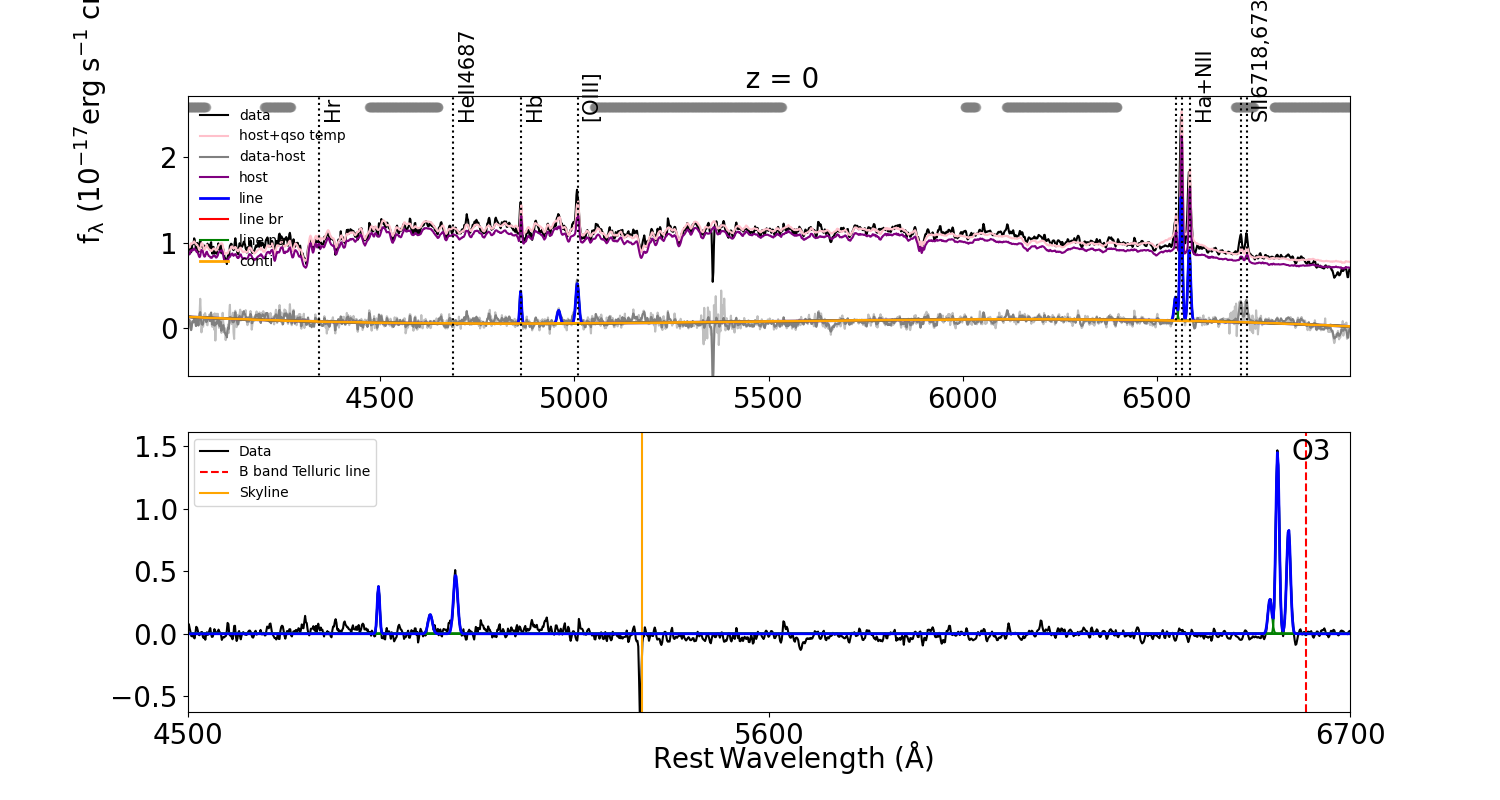 z = 0
f_λ (10⁻¹⁷erg s⁻¹ c
Hr
HeII4687
Hb
[OIII]
Ha+NII
SII6718,673
data
host+qso temp
data-host
host
line
line br
conti
2
1
0
4500 5000 5500 6000 6500
Data
B band Telluric line
Skyline
O3
1.5
1.0
0.5
0.0
−0.5
4500 5600 6700
Rest Wavelength (Å)